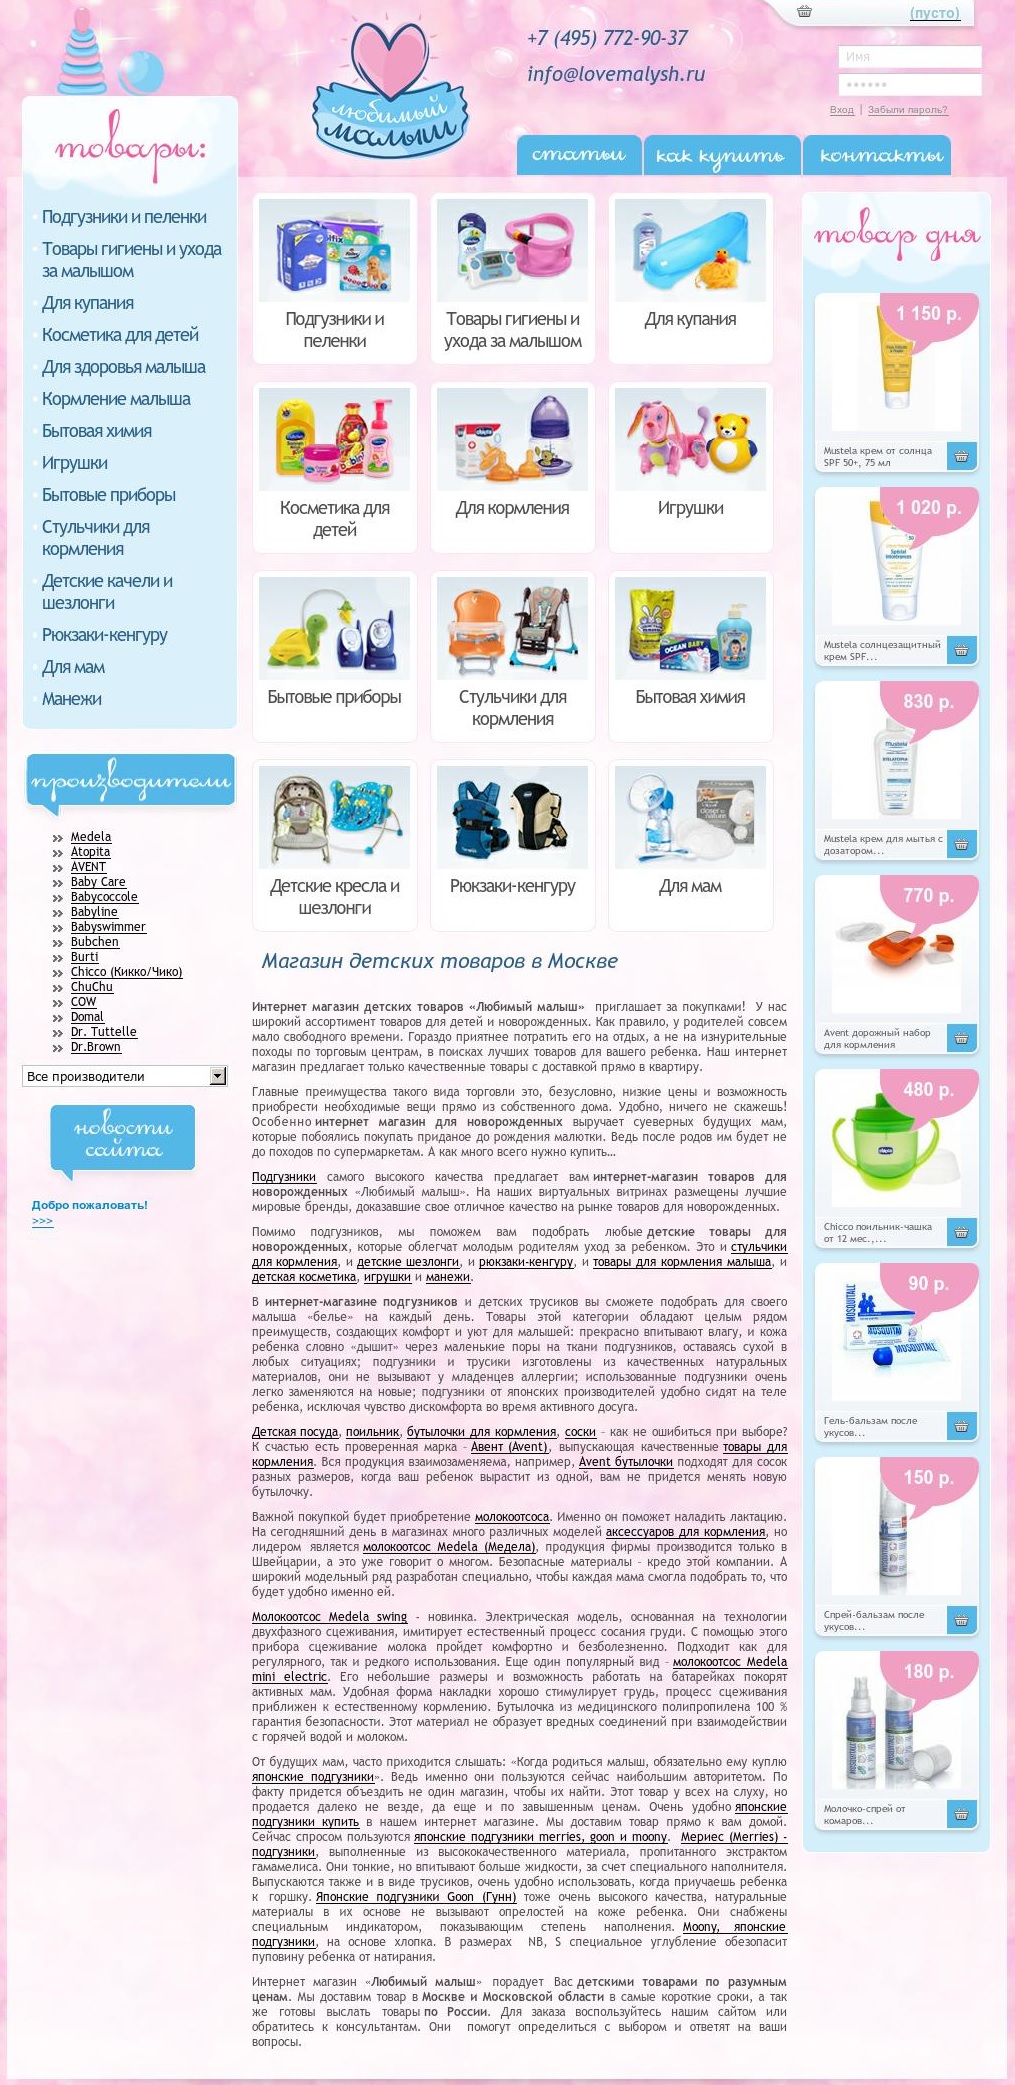 (пусто)
+7 (495) 772-90-37
info@lovemalysh.ru
Имя
Вход | Забыли пароль?
любимый
малыш
статьи
как купить
контакты
товары:
Подгузники и пеленки
Товары гигиены и ухода
за малышом
Для купания
Косметика для детей
Для здоровья малыша
Кормление малыша
Бытовая химия
Игрушки
Бытовые приборы
Стульчики для
кормления
Детские качели и
шезлонги
Рюкзаки-кенгуру
Для мам
Манежи
производители
Medela
Atopita
AVENT
Baby Care
Babycoccole
Babyline
Babyswimmer
Bubchen
Burti
Chicco (Кикко/Чико)
ChuChu
COW
Domal
Dr. Tuttelle
Dr.Brown
Все производители
новости
сайта
Добро пожаловать!
>>>
Подгузники и
пеленки
Товары гигиены и
ухода за малышом
Для купания
Косметика для
детей
Для кормления
Игрушки
Бытовые приборы
Стульчики для
кормления
OCEAN BABY
Бытовая химия
Детские кресла и
шезлонги
Рюкзаки-кенгуру
Для мам
Магазин детских товаров в Москве
Интернет магазин детских товаров «Любимый малыш» приглашает за покупками! У нас
широкий ассортимент товаров для детей и новорожденных. Как правило, у родителей совсем
мало свободного времени. Гораздо приятнее потратить его на отдых, а не на изнурительные
походы по торговым центрам, в поисках лучших товаров для вашего ребенка. Наш интернет
магазин предлагает только качественные товары с доставкой прямо в квартиру.
Главные преимущества такого вида торговли это, безусловно, низкие цены и возможность
приобрести необходимые вещи прямо из собственного дома. Удобно, ничего не скажешь!
Особенно интернет магазин для новорожденных выручает суеверных будущих мам,
которые побоялись покупать приданое до рождения малютки. Ведь после родов им будет не
до походов по супермаркетам. А как много всего нужно купить…
Подгузники самого высокого качества предлагает вам интернет-магазин товаров для
новорожденных «Любимый малыш». На наших виртуальных витринах размещены лучшие
мировые бренды, доказавшие свое отличное качество на рынке товаров для новорожденных.
Помимо подгузников, мы поможем вам подобрать любые детские товары для
новорожденных, которые облегчат молодым родителям уход за ребенком. Это и стульчики
для кормления, и детские шезлонги, и рюкзаки-кенгуру, и товары для кормления малыша, и
детская косметика, игрушки и манежи.
В интернет-магазине подгузников и детских трусиков вы сможете подобрать для своего
малыша «белье» на каждый день. Товары этой категории обладают целым рядом
преимуществ, создающих комфорт и уют для малышей: прекрасно впитывают влагу, и кожа
ребенка словно «дышит» через маленькие поры на ткани подгузников, оставаясь сухой в
любых ситуациях; подгузники и трусики изготовлены из качественных натуральных
материалов, они не вызывают у младенцев аллергии; использованные подгузники очень
легко заменяются на новые; подгузники от японских производителей удобно сидят на теле
ребенка, исключая чувство дискомфорта во время активного досуга.
Детская посуда, поильник, бутылочки для кормления, соски – как не ошибиться при выборе?
К счастью есть проверенная марка – Авент (Avent), выпускающая качественные товары для
кормления. Вся продукция взаимозаменяема, например, Avent бутылочки подходят для сосок
разных размеров, когда ваш ребенок вырастит из одной, вам не придется менять новую
бутылочку.
Важной покупкой будет приобретение молокоотсоса. Именно он поможет наладить лактацию.
На сегодняшний день в магазинах много различных моделей аксессуаров для кормления, но
лидером является молокоотсос Medela (Медела), продукция фирмы производится только в
Швейцарии, а это уже говорит о многом. Безопасные материалы – кредо этой компании. А
широкий модельный ряд разработан специально, чтобы каждая мама смогла подобрать то, что
будет удобно именно ей.
Молокоотсос Medela swing - новинка. Электрическая модель, основанная на технологии
двухфазного сцеживания, имитирует естественный процесс сосания груди. С помощью этого
прибора сцеживание молока пройдет комфортно и безболезненно. Подходит как для
регулярного, так и редкого использования. Еще один популярный вид – молокоотсос Medela
mini electric. Его небольшие размеры и возможность работать на батарейках покорят
активных мам. Удобная форма накладки хорошо стимулирует грудь, процесс сцеживания
приближен к естественному кормлению. Бутылочка из медицинского полипропилена 100 %
гарантия безопасности. Этот материал не образует вредных соединений при взаимодействии
с горячей водой и молоком.
От будущих мам, часто приходится слышать: «Когда родиться малыш, обязательно ему куплю
японские подгузники». Ведь именно они пользуются сейчас наибольшим авторитетом. По
факту придется объездить не один магазин, чтобы их найти. Этот товар у всех на слуху, но
продается далеко не везде, да еще и по завышенным ценам. Очень удобно японские
подгузники купить в нашем интернет магазине. Мы доставим товар прямо к вам домой.
Сейчас спросом пользуются японские подгузники merries, goon и moony. Мериес (Merries) -
подгузники, выполненные из высококачественного материала, пропитанного экстрактом
гамамелиса. Они тонкие, но впитывают больше жидкости, за счет специального наполнителя.
Выпускаются также и в виде трусиков, очень удобно использовать, когда приучаешь ребенка
к горшку. Японские подгузники Goon (Гунн) тоже очень высокого качества, натуральные
материалы в их основе не вызывают опрелостей на коже ребенка. Они снабжены
специальным индикатором, показывающим степень наполнения. Moony, японские
подгузники, на основе хлопка. В размерах NB, S специальное углубление обезопасит
пуповину ребенка от натирания.
Интернет магазин «Любимый малыш» порадует Вас детскими товарами по разумным
ценам. Мы доставим товар в Москве и Московской области в самые короткие сроки, а так
же готовы выслать товары по России. Для заказа воспользуйтесь нашим сайтом или
обратитесь к консультантам. Они помогут определиться с выбором и ответят на ваши
вопросы.
товар дня
1 150 р.
Mustela крем от солнца
SPF 50+, 75 мл
1 020 р.
Mustela солнцезащитный
крем SPF...
830 р.
Mustela крем для мытья с
дозатором...
770 р.
Avent дорожный набор
для кормления
480 р.
Chicco поильник-чашка
от 12 мес.,...
90 р.
MOSQUITALL
Гель-бальзам после
укусов...
150 р.
Спрей-бальзам после
укусов...
180 р.
Молочко-спрей от
комаров...